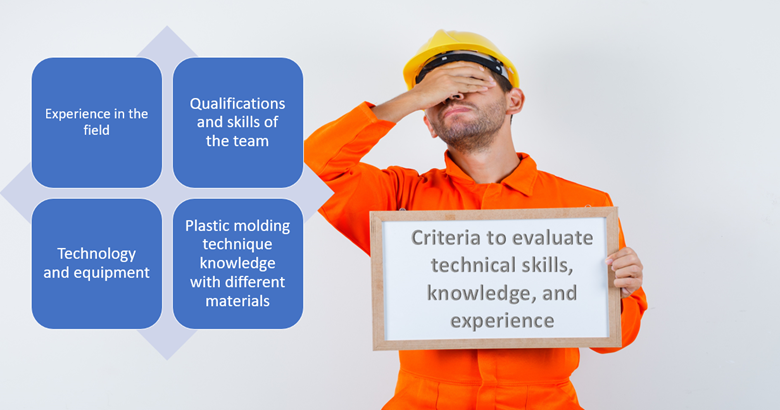 Experience in the
field
Qualifications
and skills of
the team
Technology
and equipment
Plastic molding
technique
knowledge
with different
materials
Criteria to evaluate
technical skills,
knowledge, and
experience